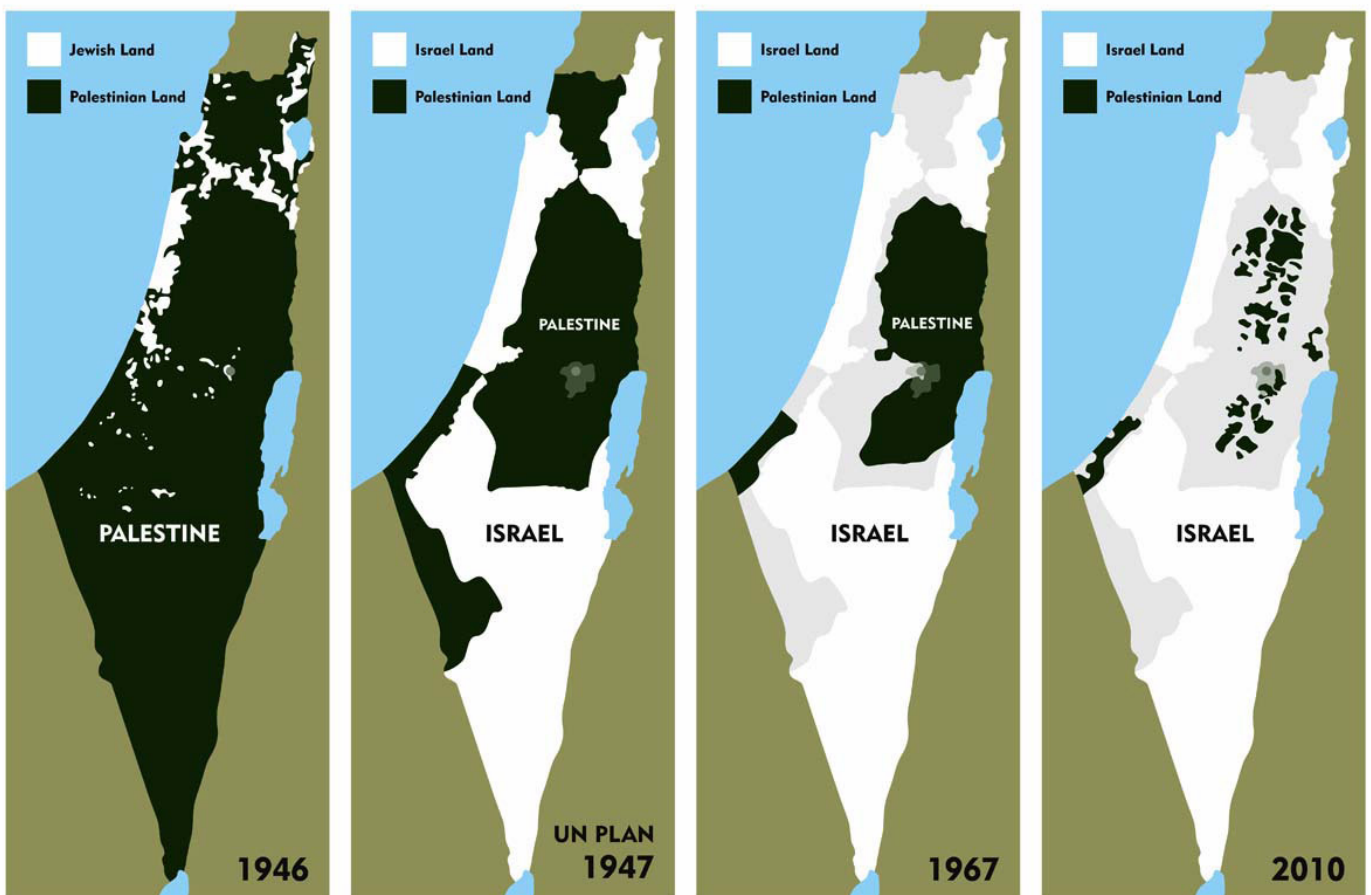 Jewish Land
Palestinian Land
PALESTINE
1946
Israel Land
Palestinian Land
PALESTINE
ISRAEL
UN PLAN
1947
Israel Land
Palestinian Land
PALESTINE
ISRAEL
1967
Israel Land
Palestinian Land
ISRAEL
2010